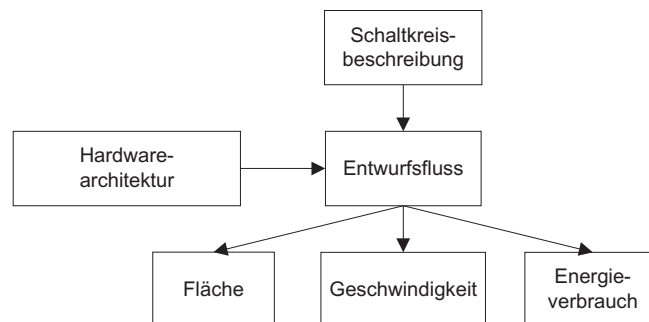 Schaltkreis-
beschreibung
Hardware-
architektur
Entwurfsfluss
Fläche
Geschwindigkeit
Energie-
verbrauch